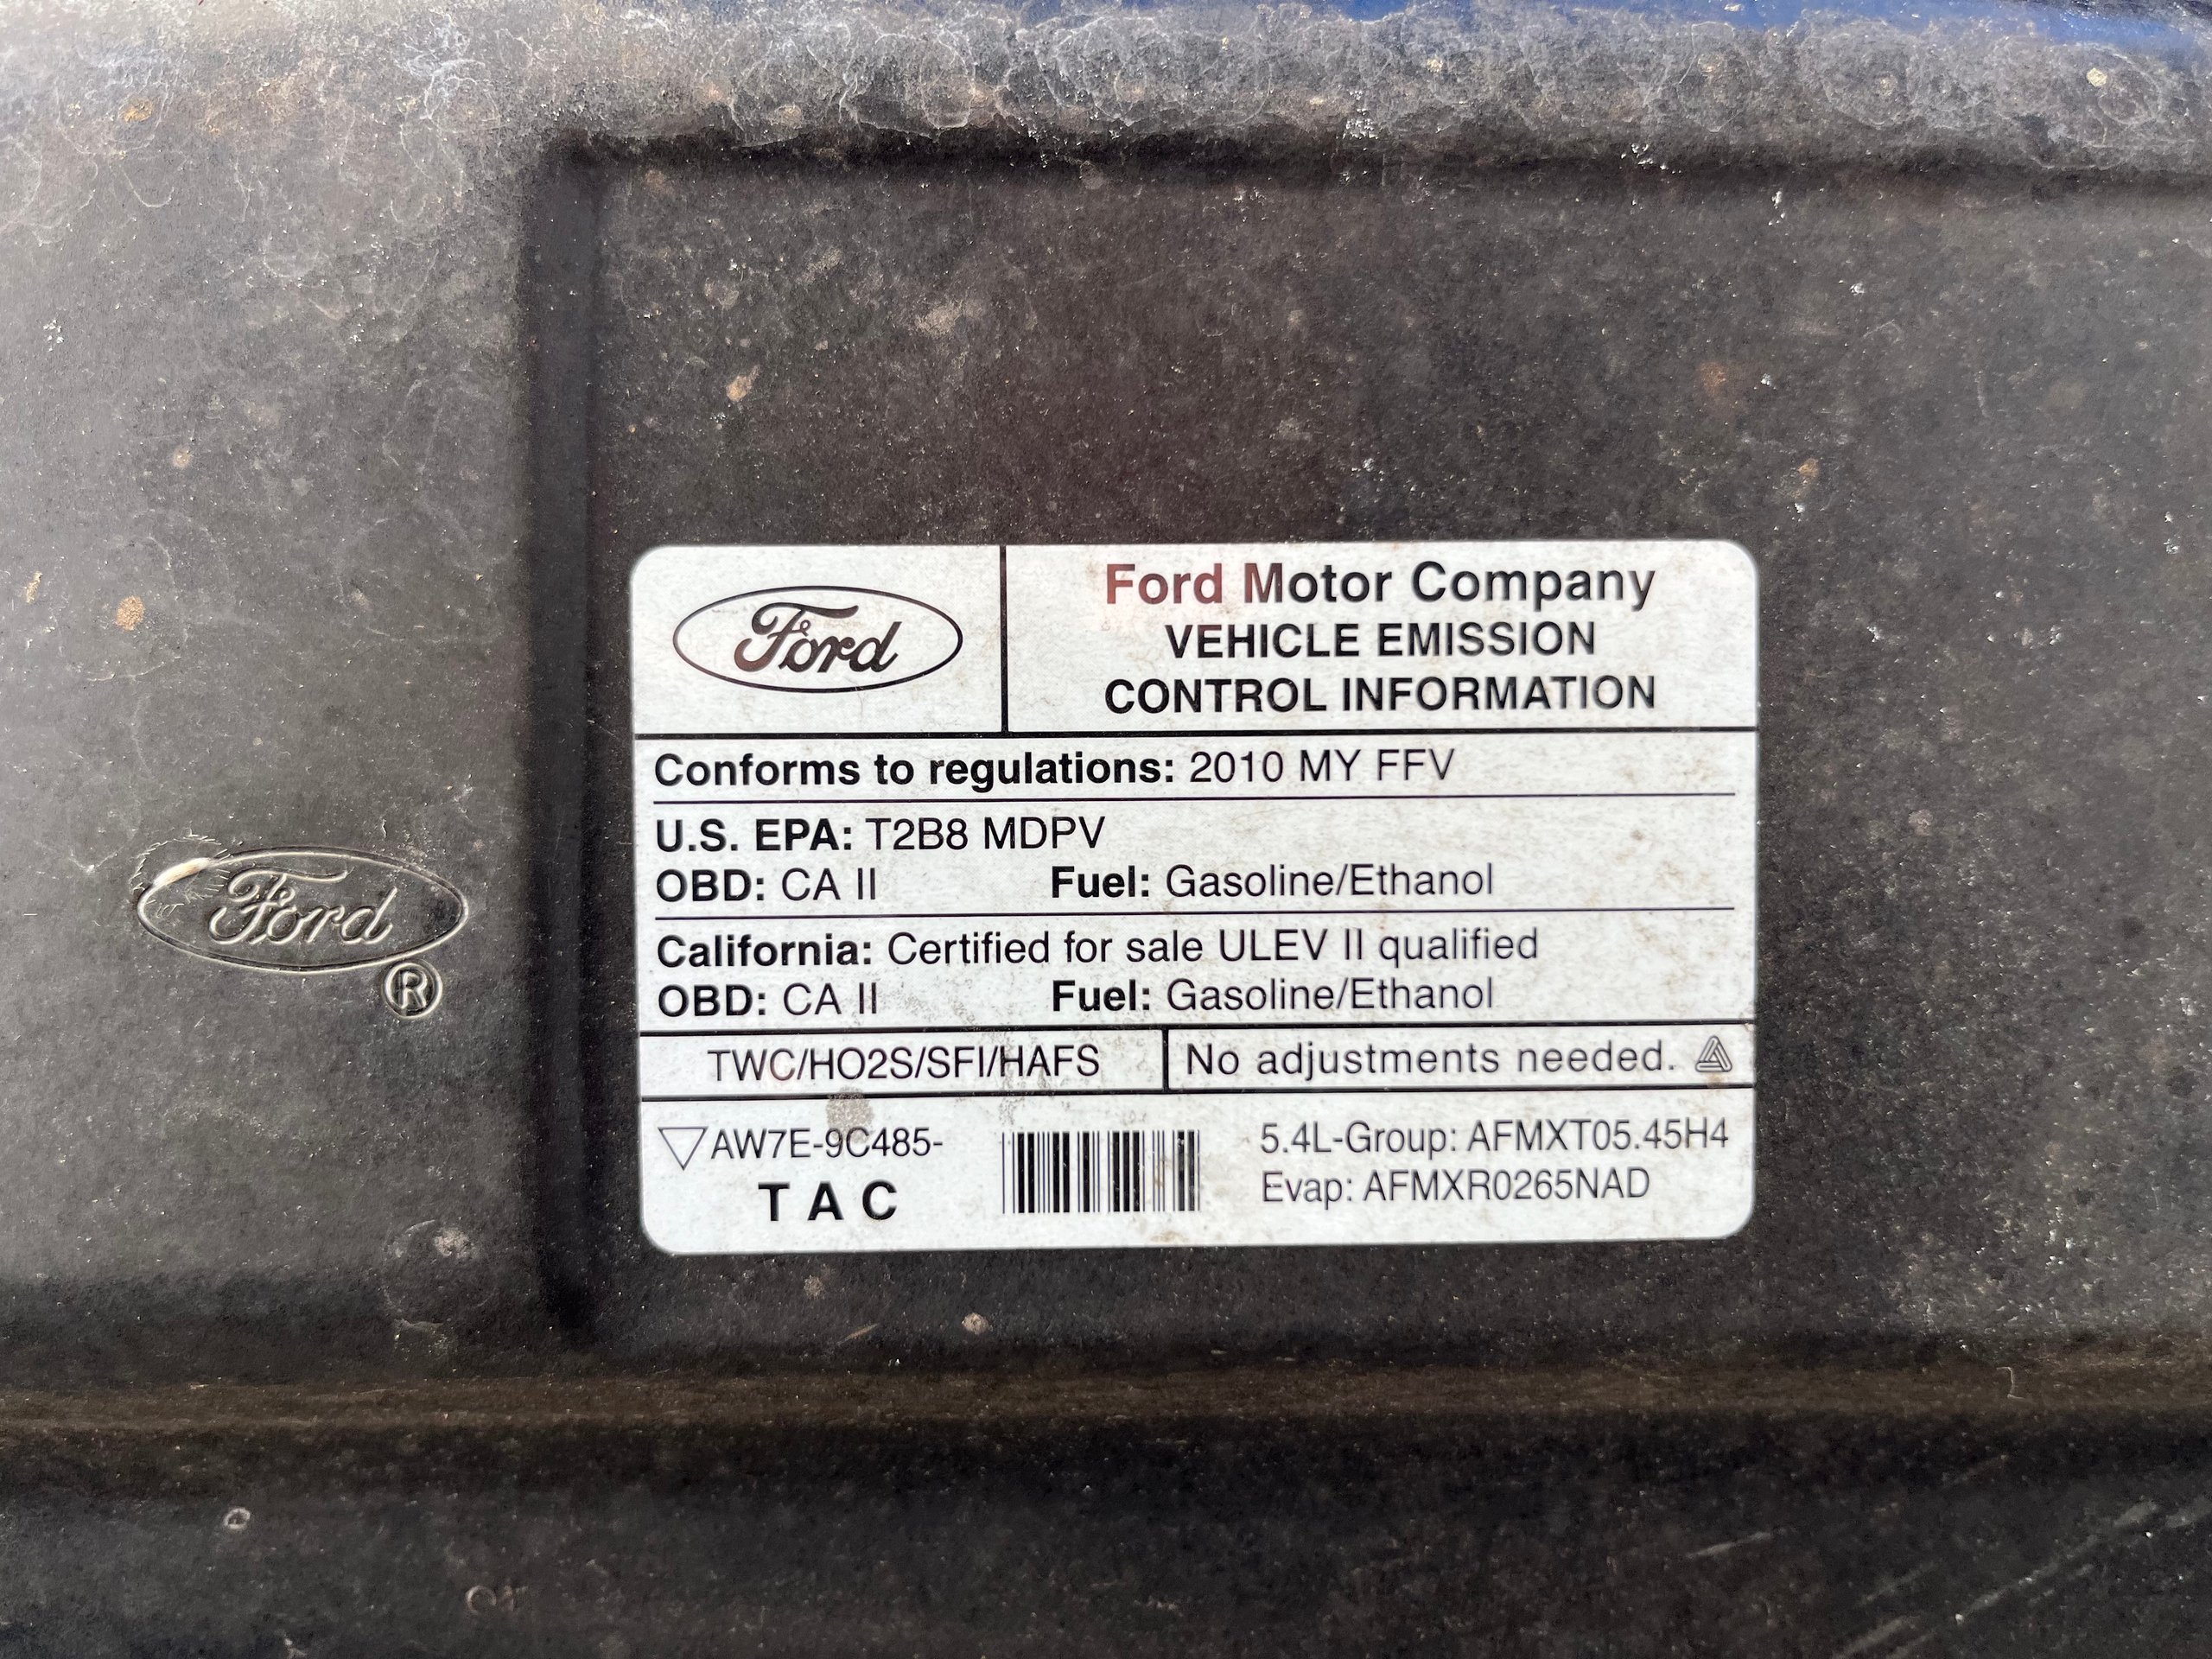 Ford
Ford Motor Company
VEHICLE EMISSION
CONTROL INFORMATION
Conforms to regulations: 2010 MY FFV
U.S. EPA: T2B8 MDPV
OBD: CA II Fuel: Gasoline/Ethanol
California: Certified for sale ULEV II qualified
OBD: CA II Fuel: Gasoline/Ethanol
TWC/HO2S/SFI/HAFS No adjustments needed.
AW7E-9C485-
TAC
5.4L-Group: AFMXT05.45H4
Evap: AFMXR0265NAD
Ford
®